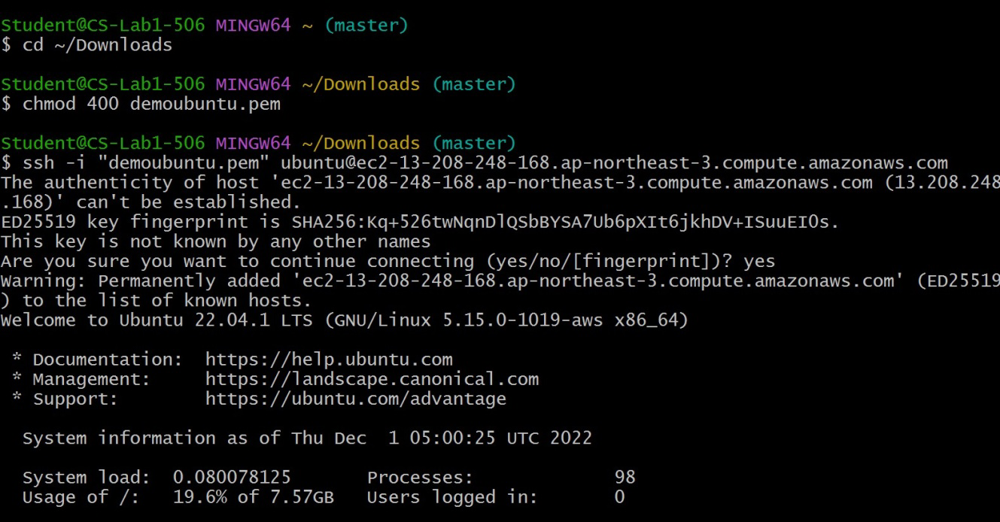 Student@CS-Lab1-506 MINGW64 ~ (master)
$ cd ~/Downloads
Student@CS-Lab1-506 MINGW64 ~/Downloads (master)
$ chmod 400 demoubuntu.pem
Student@CS-Lab1-506 MINGW64 ~/Downloads (master)
$ ssh -i "demoubuntu.pem" ubuntu@ec2-13-208-248-168.ap-northeast-3.compute.amazonaws.com
The authenticity of host 'ec2-13-208-248-168.ap-northeast-3.compute.amazonaws.com (13.208.248
.168)' can't be established.
ED25519 key fingerprint is SHA256:Kq+526twNqnDlQSbBYSA7Ub6pXIt6jkhDV+ISuuEI0s.
This key is not known by any other names
Are you sure you want to continue connecting (yes/no/[fingerprint])? yes
Warning: Permanently added 'ec2-13-208-248-168.ap-northeast-3.compute.amazonaws.com' (ED25519
) to the list of known hosts.
Welcome to Ubuntu 22.04.1 LTS (GNU/Linux 5.15.0-1019-aws x86_64)
* Documentation:  https://help.ubuntu.com
* Management:     https://landscape.canonical.com
* Support:        https://ubuntu.com/advantage
System information as of Thu Dec  1 05:00:25 UTC 2022
System load:  0.080078125       Processes:             98
Usage of /:   19.6% of 7.57GB   Users logged in:       0